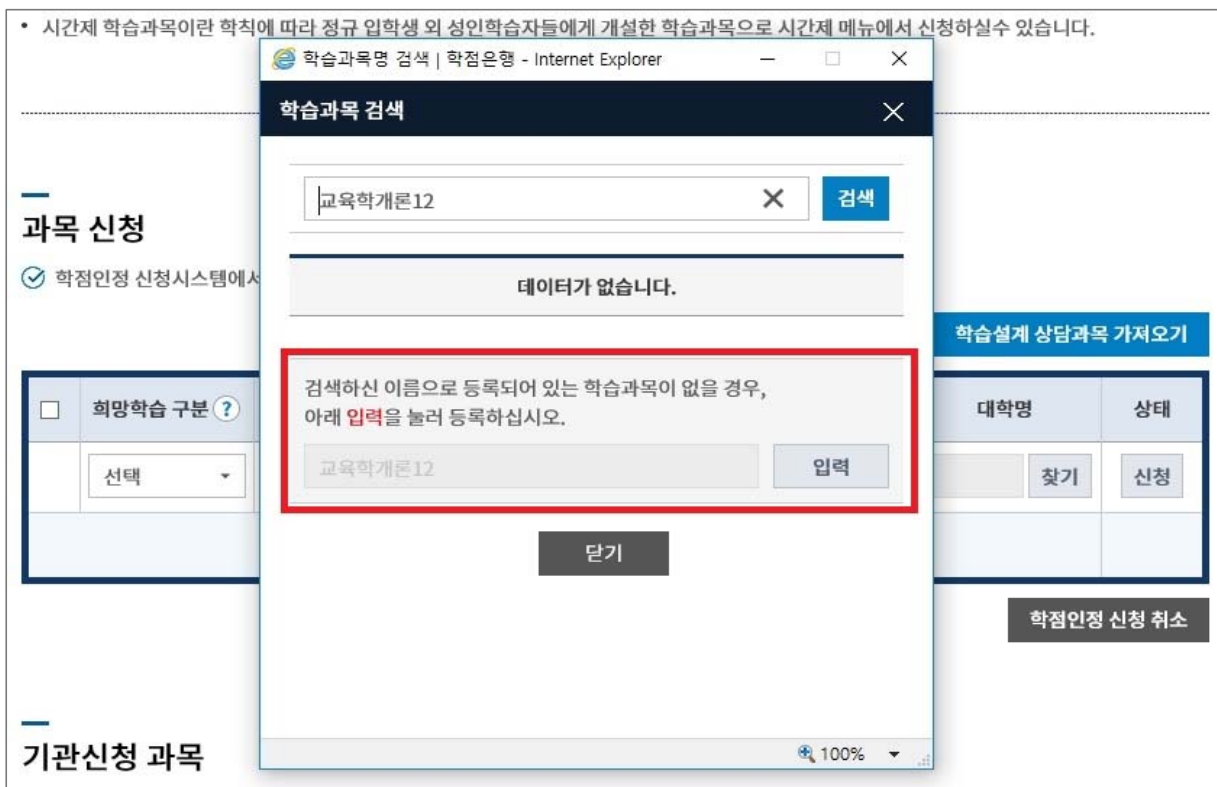 • 시간제 학습과목이란 학칙에 따라 정규 입학생 외 성인학습자들에게 개설한 학습과목으로 시간제 메뉴에서 신청하실수 있습니다.
학습과목명 검색 | 학점은행 - Internet Explorer
학습과목 검색
교육학개론12
검색
데이터가 없습니다.
검색하신 이름으로 등록되어 있는 학습과목이 없을 경우,
아래 입력을 눌러 등록하십시오.
교육학개론12
입력
닫기
100%
과목 신청
학점인정 신청시스템에서
학습설계 상담과목 가져오기
희망학습 구분 ?
대학명
상태
선택
찾기
신청
학점인정 신청 취소
기관신청 과목